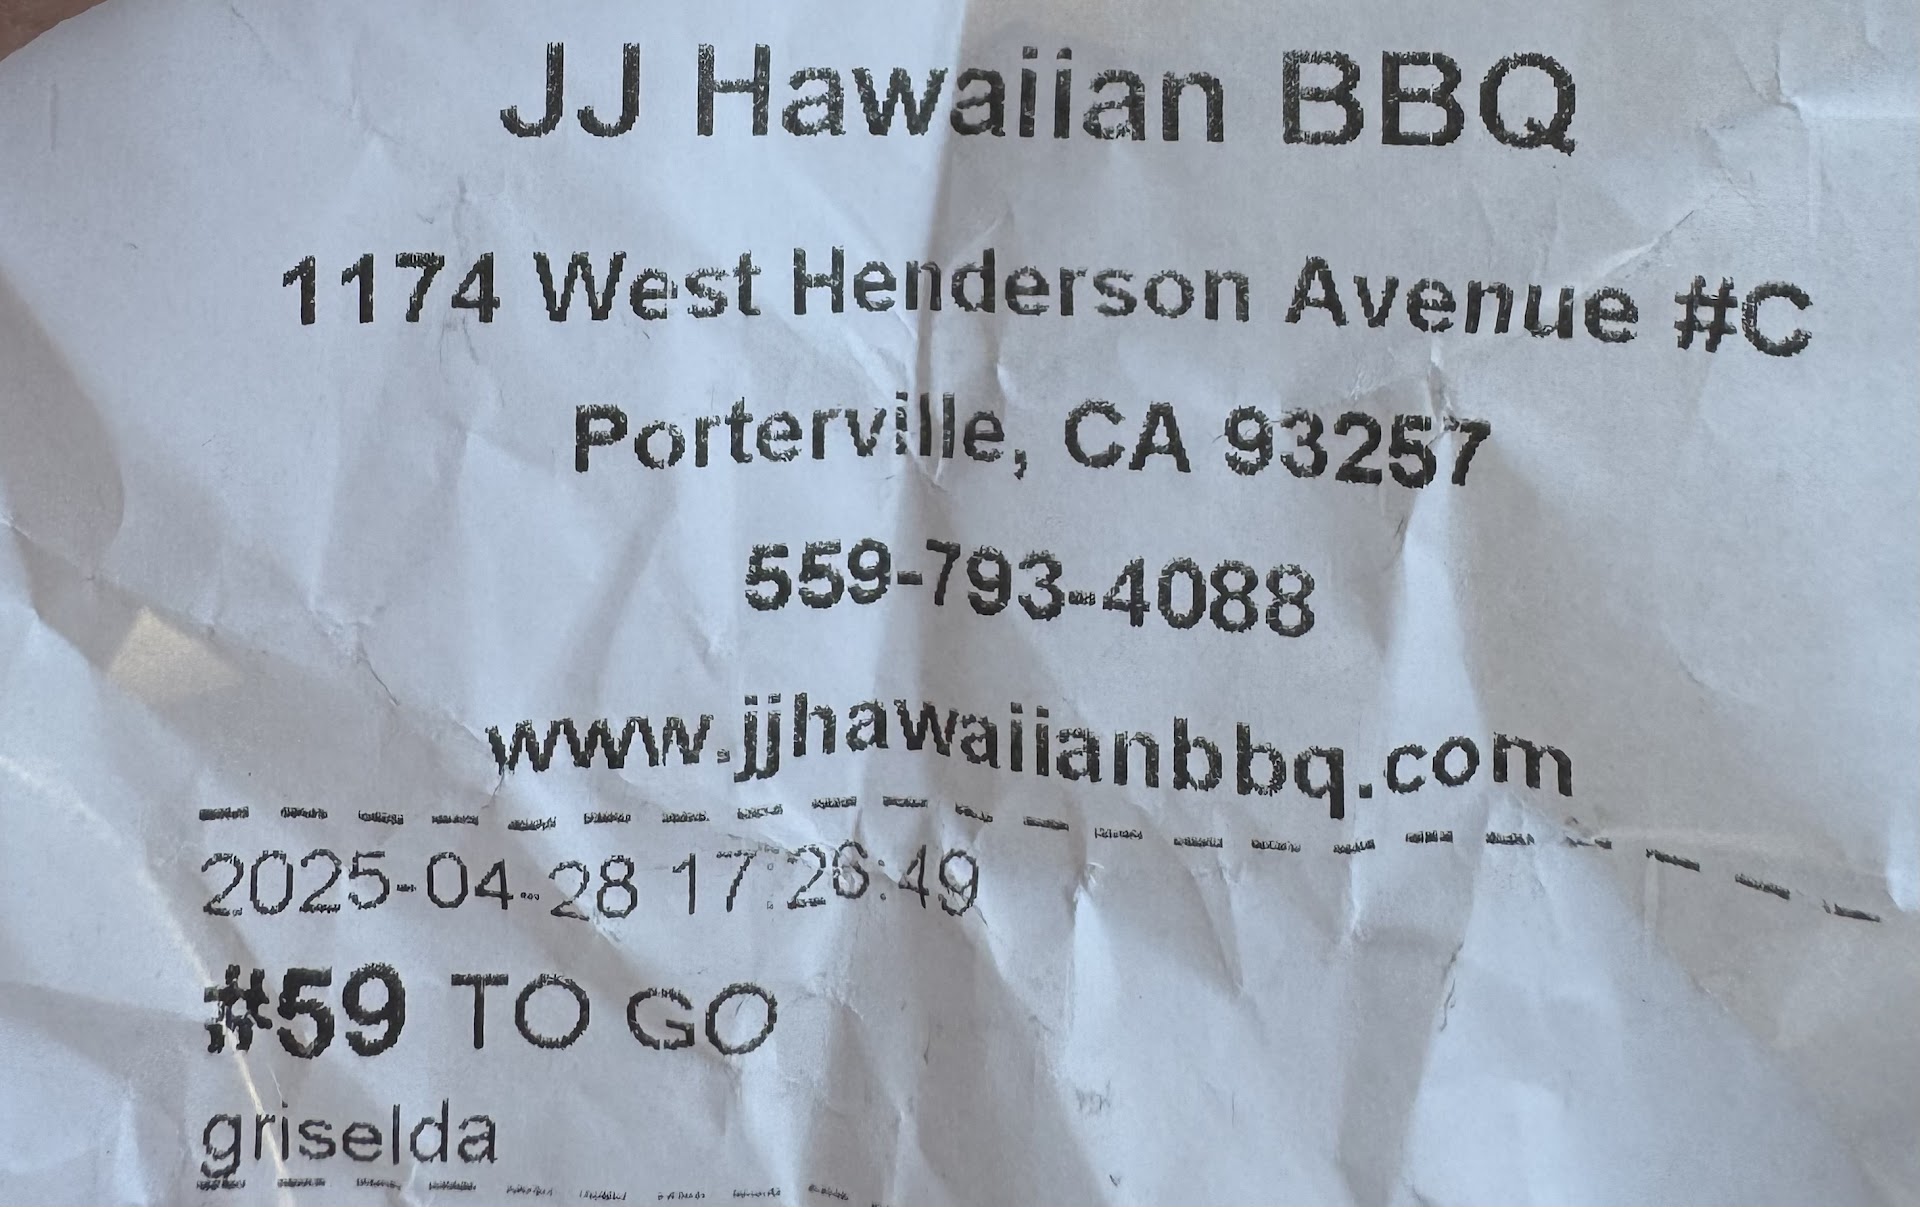 JJ Hawaiian BBQ
1174 West Henderson Avenue #C
Porterville, CA 93257
559-793-4088
www.jjhawaiianbbq.com
2025-04-28 17:26:49
#59 TO GO
griselda